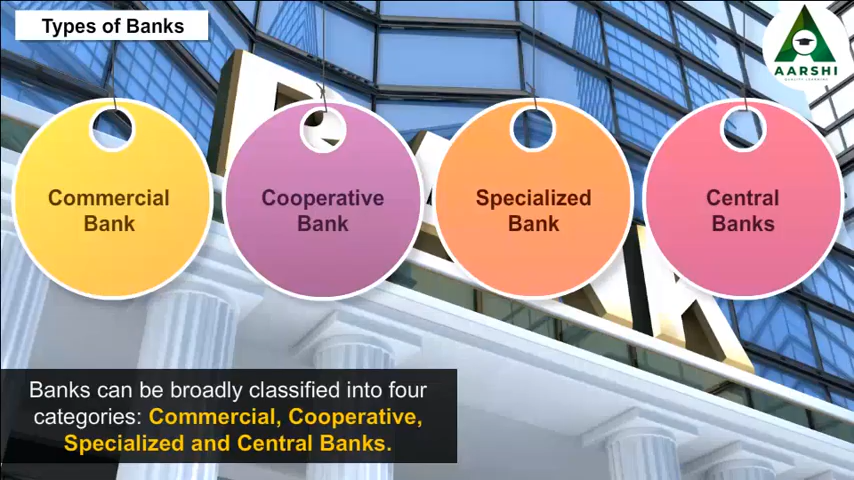 Types of Banks
AARSHI
Commercial
Bank
Cooperative
Bank
Specialized
Bank
Central
Banks
Banks can be broadly classified into four
categories: Commercial, Cooperative,
Specialized and Central Banks.